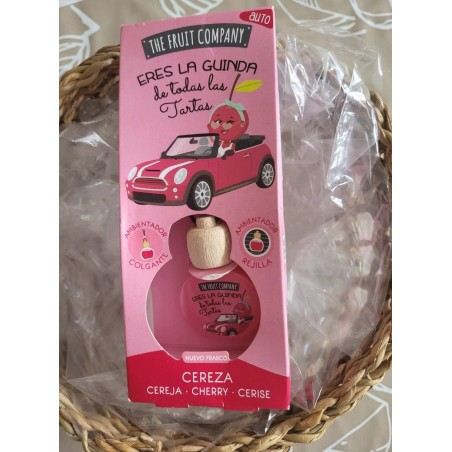 auto
THE FRUIT COMPANY
ERES LA GUINDA
de todas las
Tartas
AMBIENTADOR
COLGANTE
AMBIENTADOR
REJILLA
THE FRUIT COMPANY
ERES LA GUINDA
de todas las
Tartas
NUEVO FRASCO
CEREZA
CEREJA · CHERRY · CERISE